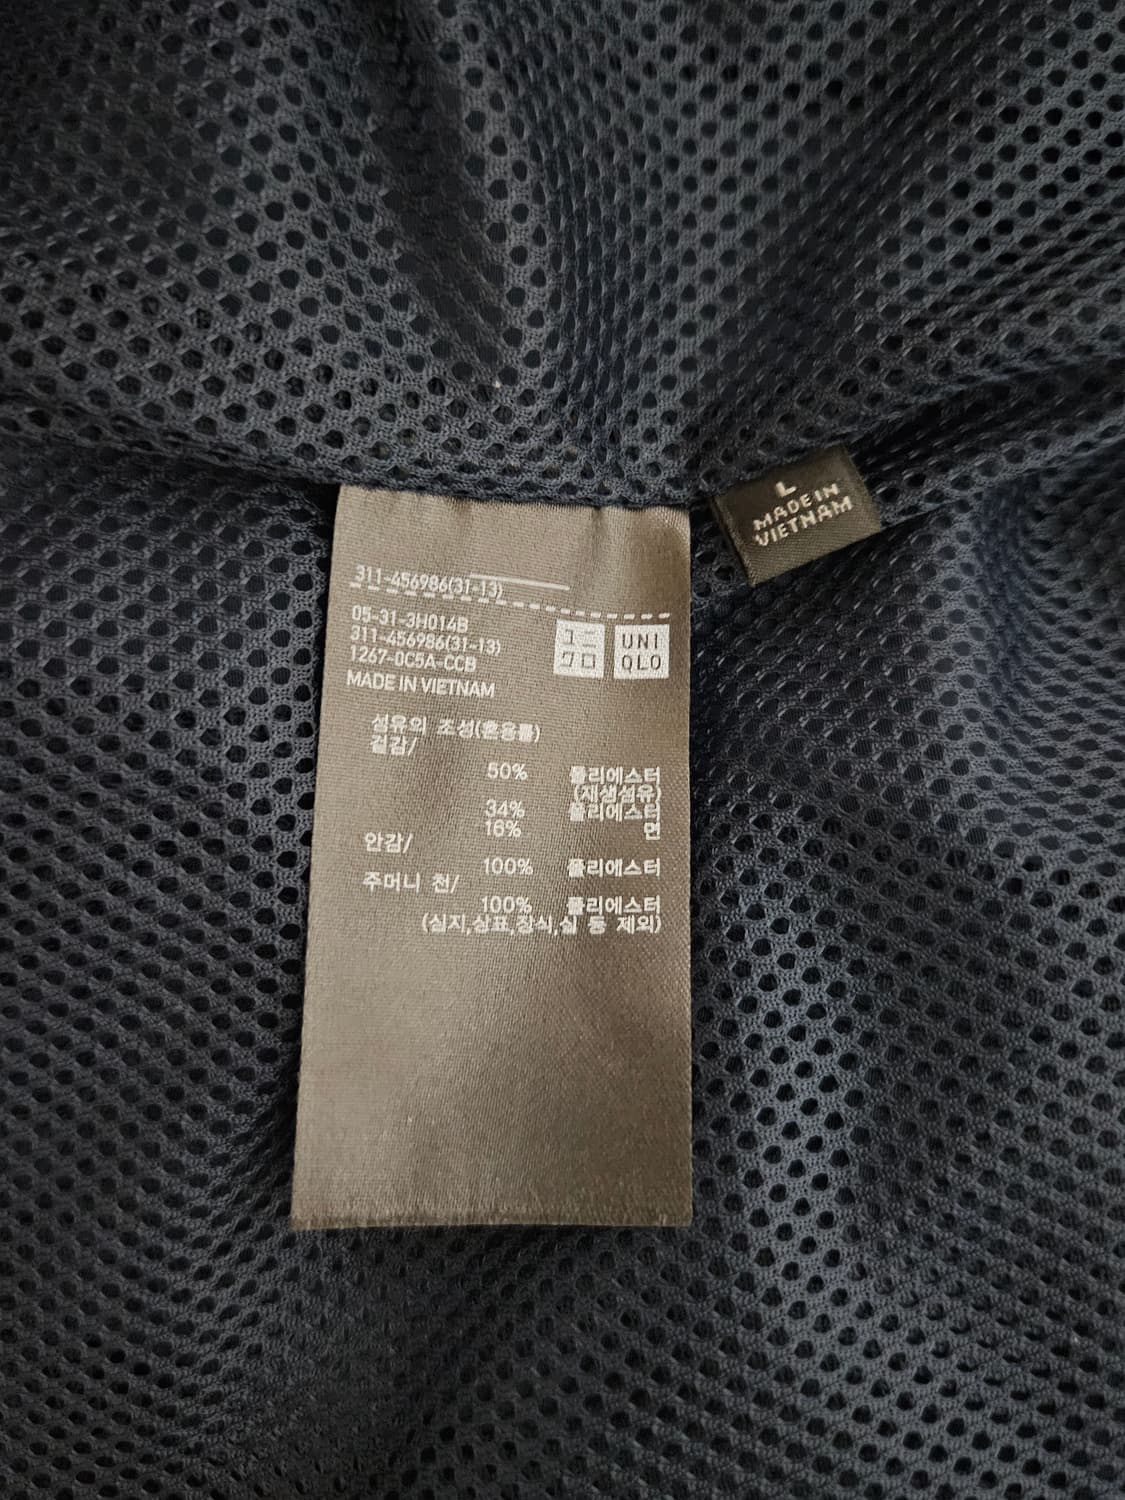 311-456986(31-13)
05-31-3H014B
311-456986(31-13)
1267-0C5A-CCB
MADE IN VIETNAM
ユニ
クロ
UNI
QLO
섬유의 조성(혼용률)
겉감/
50% 폴리에스터
(재생섬유)
34% 폴리에스터
16% 면
안감/
100% 폴리에스터
주머니 천/
100% 폴리에스터
(심지,상표,장식,실 등 제외)
L
MADE IN
VIETNAM